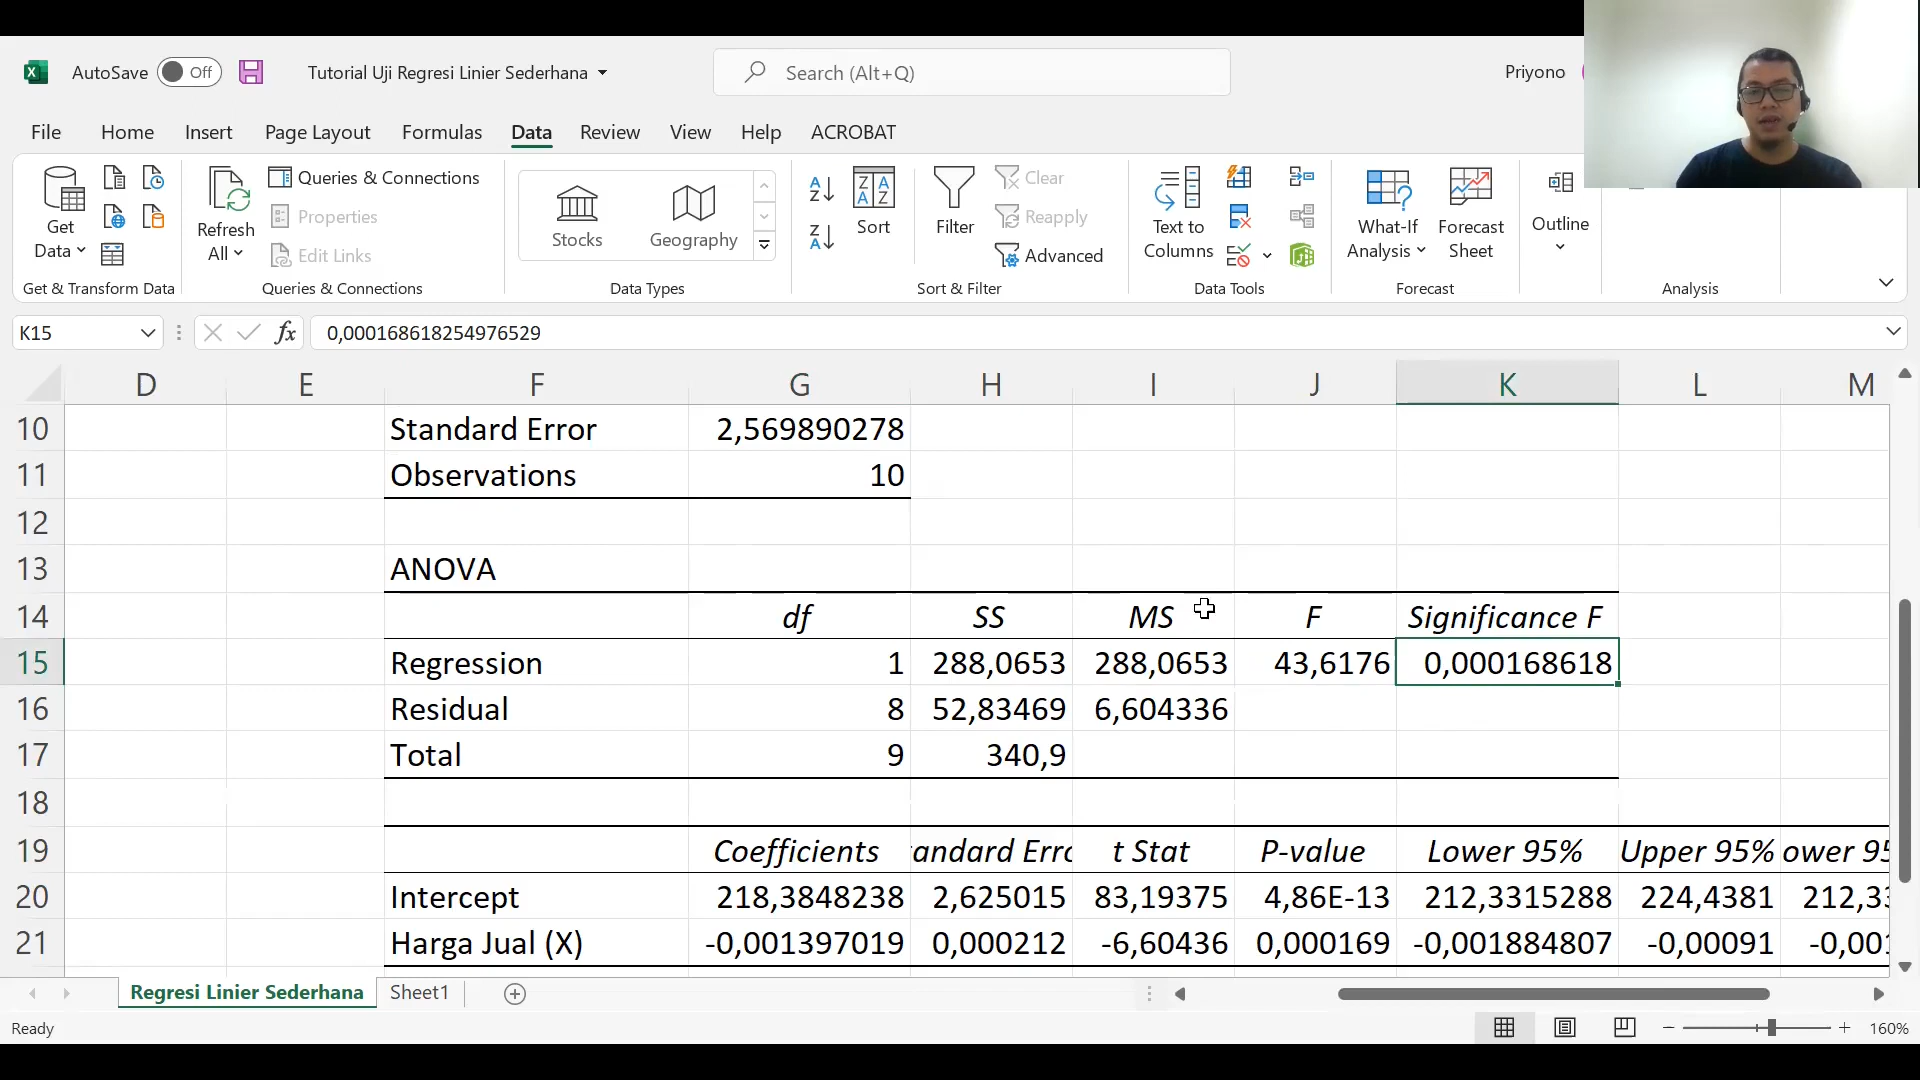 AutoSave Off Tutorial Uji Regresi Linier Sederhana Search (Alt+Q) Priyono
File Home Insert Page Layout Formulas Data Review View Help ACROBAT
Get Data
Refresh All
Queries & Connections
Properties
Edit Links
Stocks Geography
Sort
Filter
Clear
Reapply
Advanced
Text to Columns
What-If Analysis
Forecast Sheet
Outline
Get & Transform Data Queries & Connections Data Types Sort & Filter Data Tools Forecast Analysis
K15 fx 0,000168618254976529
D E F G H I J K L M
10 Standard Error 2,569890278
11 Observations 10
12
13 ANOVA
14 df SS MS F Significance F
15 Regression 1 288,0653 288,0653 43,6176 0,000168618
16 Residual 8 52,83469 6,604336
17 Total 9 340,9
18
19 Coefficients andard Erro t Stat P-value Lower 95% Upper 95% ower 95
20 Intercept 218,3848238 2,625015 83,19375 4,86E-13 212,3315288 224,4381 212,33
21 Harga Jual (X) -0,001397019 0,000212 -6,60436 0,000169 -0,001884807 -0,00091 -0,001
Regresi Linier Sederhana Sheet1
Ready 160%